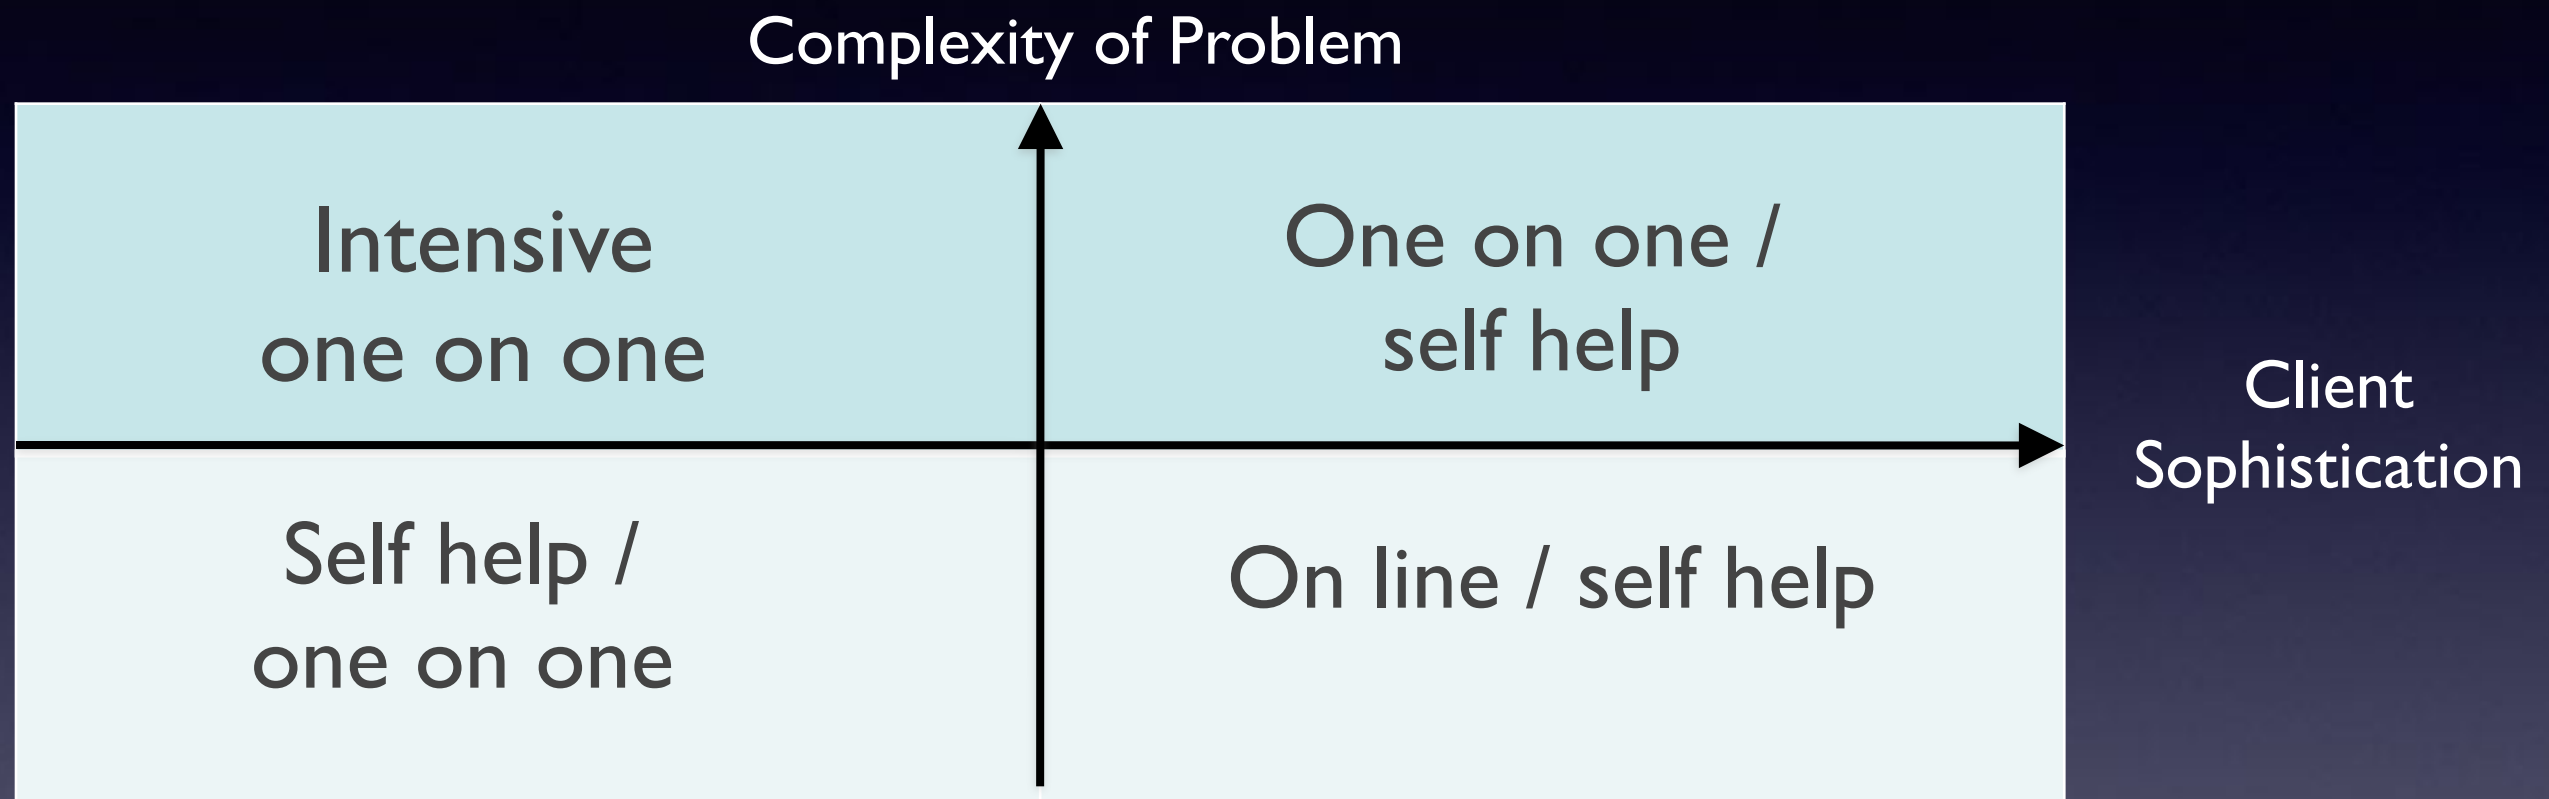 Complexity of Problem
Intensive
one on one
One on one /
self help
Client
Sophistication
Self help /
one on one
On line / self help